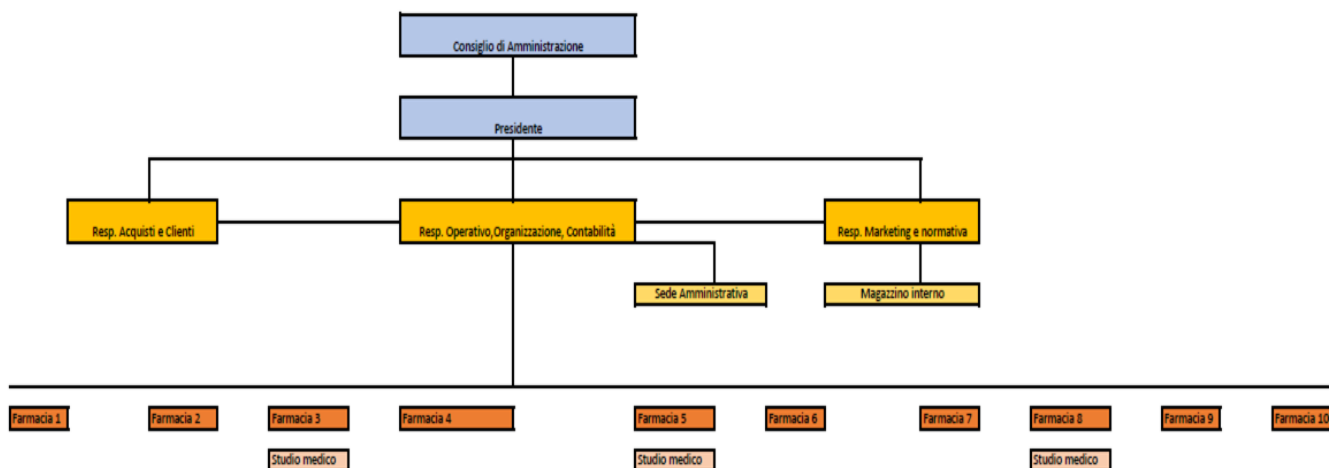 Consiglio di Amministrazione
Presidente
Resp. Acquisti e Clienti
Resp. Operativo,Organizzazione, Contabilità
Resp. Marketing e normativa
Sede Amministrativa
Magazzino interno
Farmacia 1
Farmacia 2
Farmacia 3
Farmacia 4
Farmacia 5
Farmacia 6
Farmacia 7
Farmacia 8
Farmacia 9
Farmacia 10
Studio medico
Studio medico
Studio medico